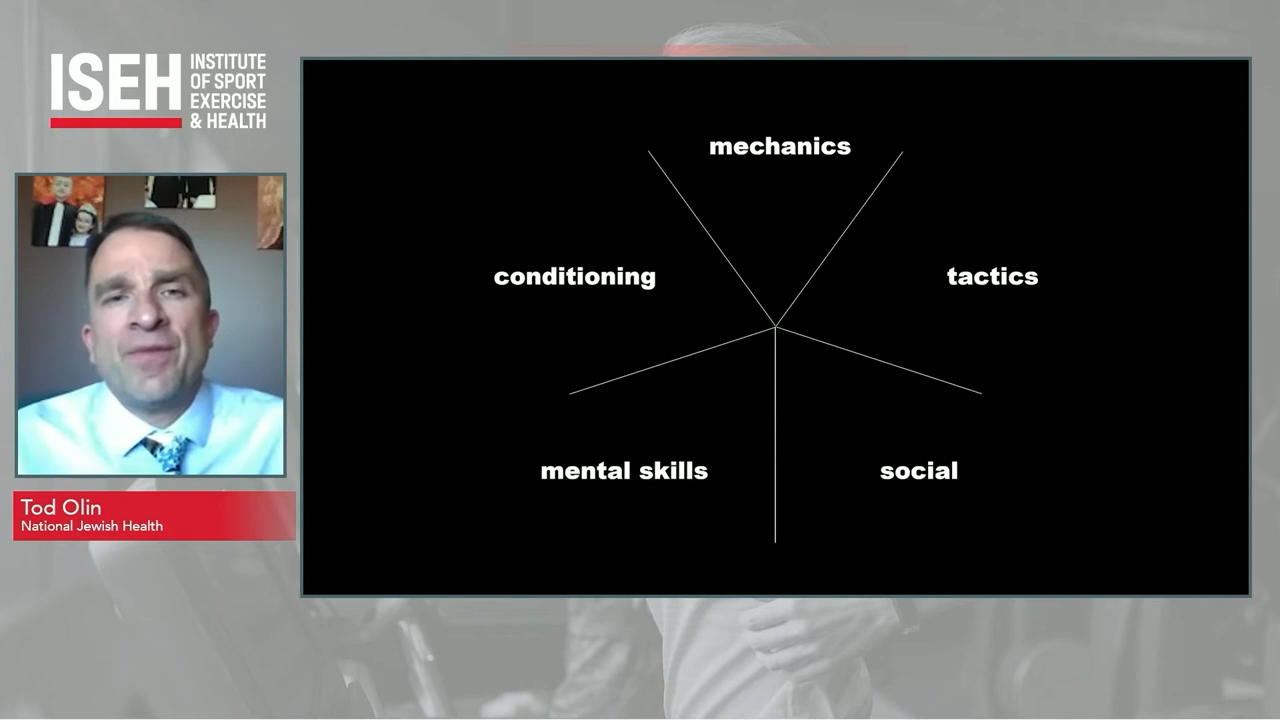 ISEH
INSTITUTE
OF SPORT
EXERCISE
& HEALTH
mechanics
conditioning
tactics
mental skills
social
Tod Olin
National Jewish Health